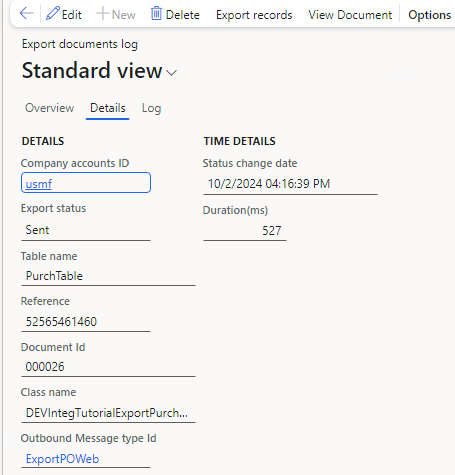 Edit New Delete Export records View Document Options
Export documents log
Standard view
Overview Details Log
DETAILS
Company accounts ID
usmf
Export status
Sent
Table name
PurchTable
Reference
52565461460
Document Id
000026
Class name
DEVIntegTutorialExportPurch...
Outbound Message type Id
ExportPOWeb
TIME DETAILS
Status change date
10/2/2024 04:16:39 PM
Duration(ms)
527